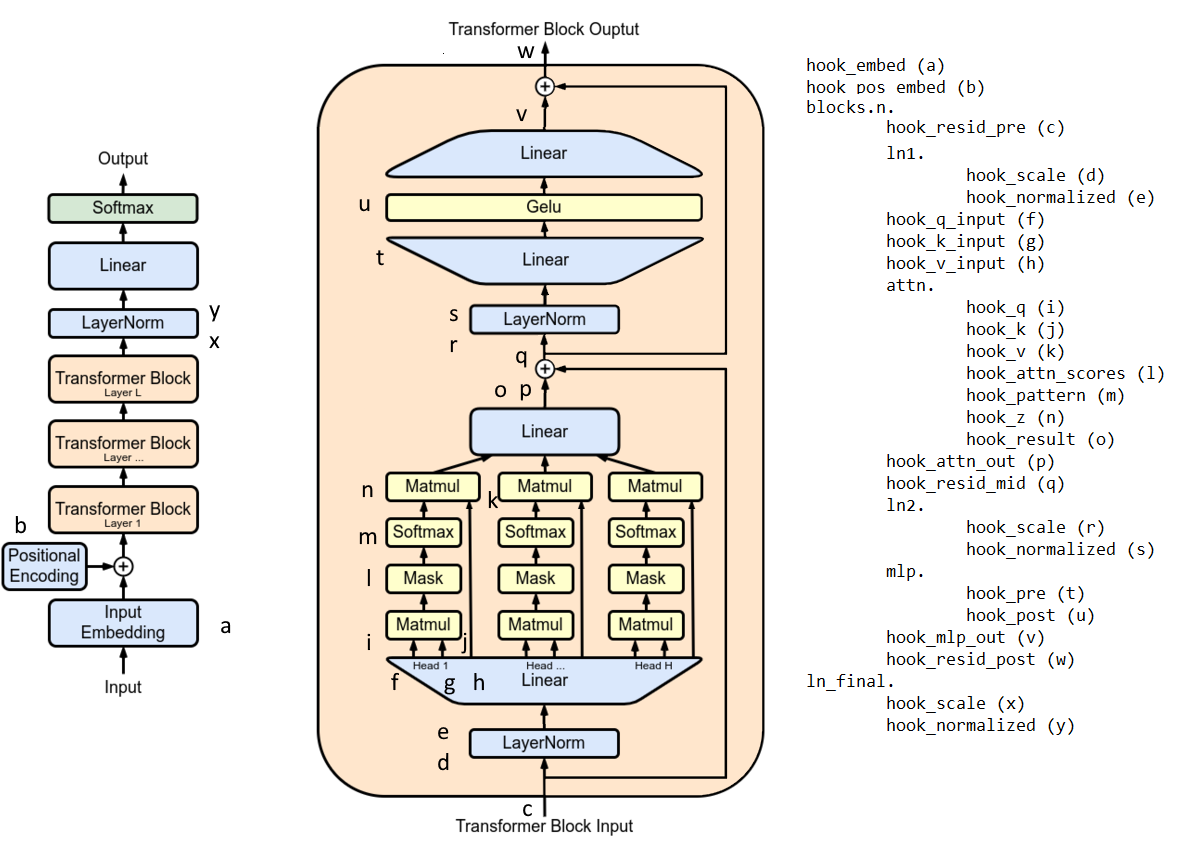 Output
Softmax
Linear
LayerNorm
y
x
Transformer Block
Layer L
Transformer Block
Layer ...
Transformer Block
Layer 1
b
Positional
Encoding
Input
Embedding
a
Input
Transformer Block Ouptut
w
v
Linear
u
Gelu
t
Linear
s
LayerNorm
r
q
o p
Linear
n
Matmul
k
Matmul
Matmul
m
Softmax
Softmax
Softmax
l
Mask
Mask
Mask
i
Matmul
j
Matmul
Matmul
Head 1
Head ...
Head H
f
g
h
Linear
e
LayerNorm
d
c
Transformer Block Input
hook_embed (a)
hook_pos_embed (b)
blocks.n.
hook_resid_pre (c)
ln1.
hook_scale (d)
hook_normalized (e)
hook_q_input (f)
hook_k_input (g)
hook_v_input (h)
attn.
hook_q (i)
hook_k (j)
hook_v (k)
hook_attn_scores (l)
hook_pattern (m)
hook_z (n)
hook_result (o)
hook_attn_out (p)
hook_resid_mid (q)
ln2.
hook_scale (r)
hook_normalized (s)
mlp.
hook_pre (t)
hook_post (u)
hook_mlp_out (v)
hook_resid_post (w)
ln_final.
hook_scale (x)
hook_normalized (y)